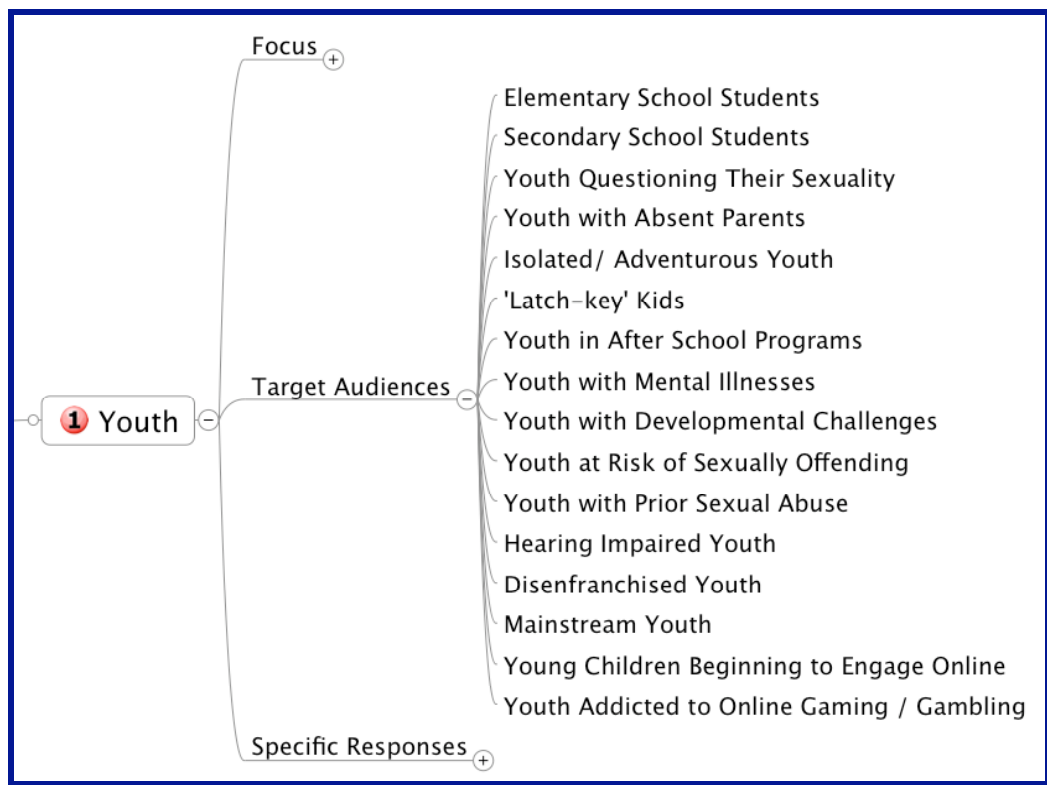 Focus
Elementary School Students
Secondary School Students
Youth Questioning Their Sexuality
Youth with Absent Parents
Isolated/ Adventurous Youth
'Latch-key' Kids
Youth in After School Programs
Target Audiences
Youth with Mental Illnesses
1 Youth
Youth with Developmental Challenges
Youth at Risk of Sexually Offending
Youth with Prior Sexual Abuse
Hearing Impaired Youth
Disenfranchised Youth
Mainstream Youth
Young Children Beginning to Engage Online
Youth Addicted to Online Gaming / Gambling
Specific Responses